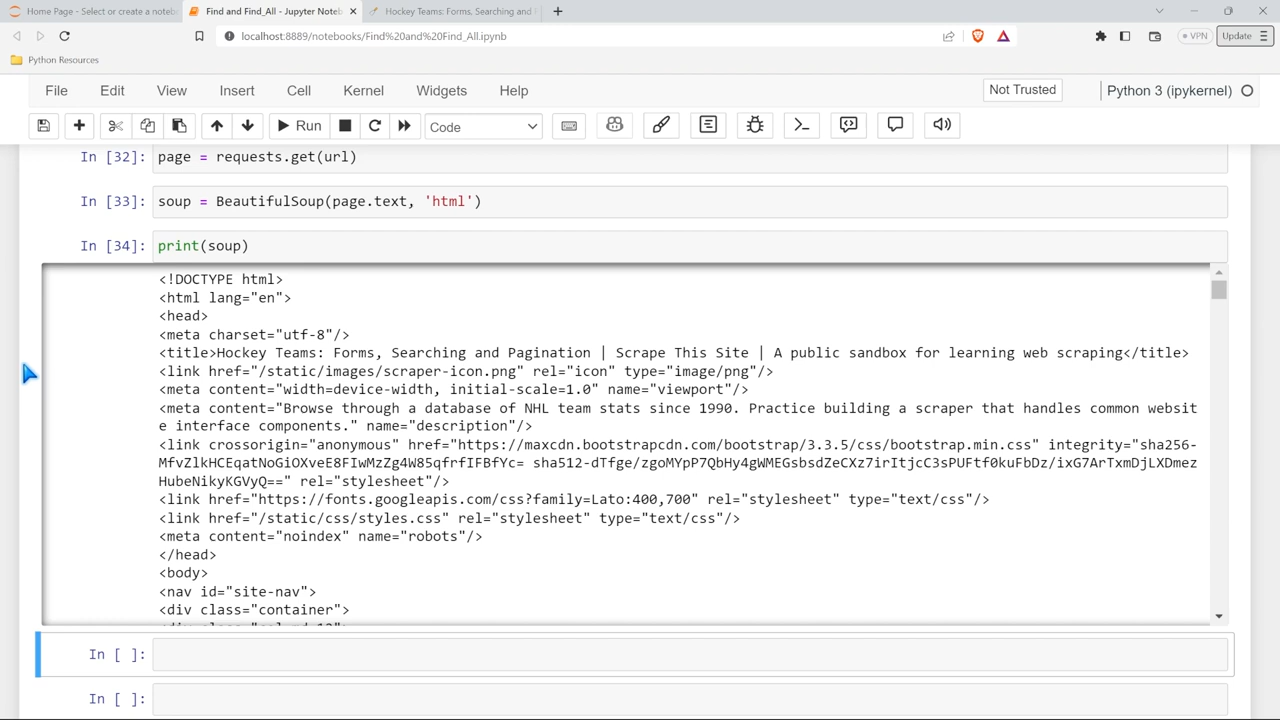 Home Page - Select or create a noteb
Find and Find_All - Jupyter Noteb
Hockey Teams: Forms, Searching and
localhost:8889/notebooks/Find%20and%20Find_All.ipynb
VPN
Update
Python Resources
File Edit View Insert Cell Kernel Widgets Help
Not Trusted
Python 3 (ipykernel)
Run
Code
In [32]: page = requests.get(url)
In [33]: soup = BeautifulSoup(page.text, 'html')
In [34]: print(soup)
<!DOCTYPE html>
<html lang="en">
<head>
<meta charset="utf-8"/>
<title>Hockey Teams: Forms, Searching and Pagination | Scrape This Site | A public sandbox for learning web scraping</title>
<link href="/static/images/scraper-icon.png" rel="icon" type="image/png"/>
<meta content="width=device-width, initial-scale=1.0" name="viewport"/>
<meta content="Browse through a database of NHL team stats since 1990. Practice building a scraper that handles common websit
e interface components." name="description"/>
<link crossorigin="anonymous" href="https://maxcdn.bootstrapcdn.com/bootstrap/3.3.5/css/bootstrap.min.css" integrity="sha256-
MfvZlkHCEqatNoGiOXveE8FIwMzZg4W85qfrfIFBfYc= sha512-dTfge/zgoMYpP7QbHy4gWMEGsbsdZeCXz7irItjcC3sPUFtf0kuFbDz/ixG7ArTxmDjLXDmez
HubeNikyKGVyQ==" rel="stylesheet"/>
<link href="https://fonts.googleapis.com/css?family=Lato:400,700" rel="stylesheet" type="text/css"/>
<link href="/static/css/styles.css" rel="stylesheet" type="text/css"/>
<meta content="noindex" name="robots"/>
</head>
<body>
<nav id="site-nav">
<div class="container">
In [ ]:
In [ ]: